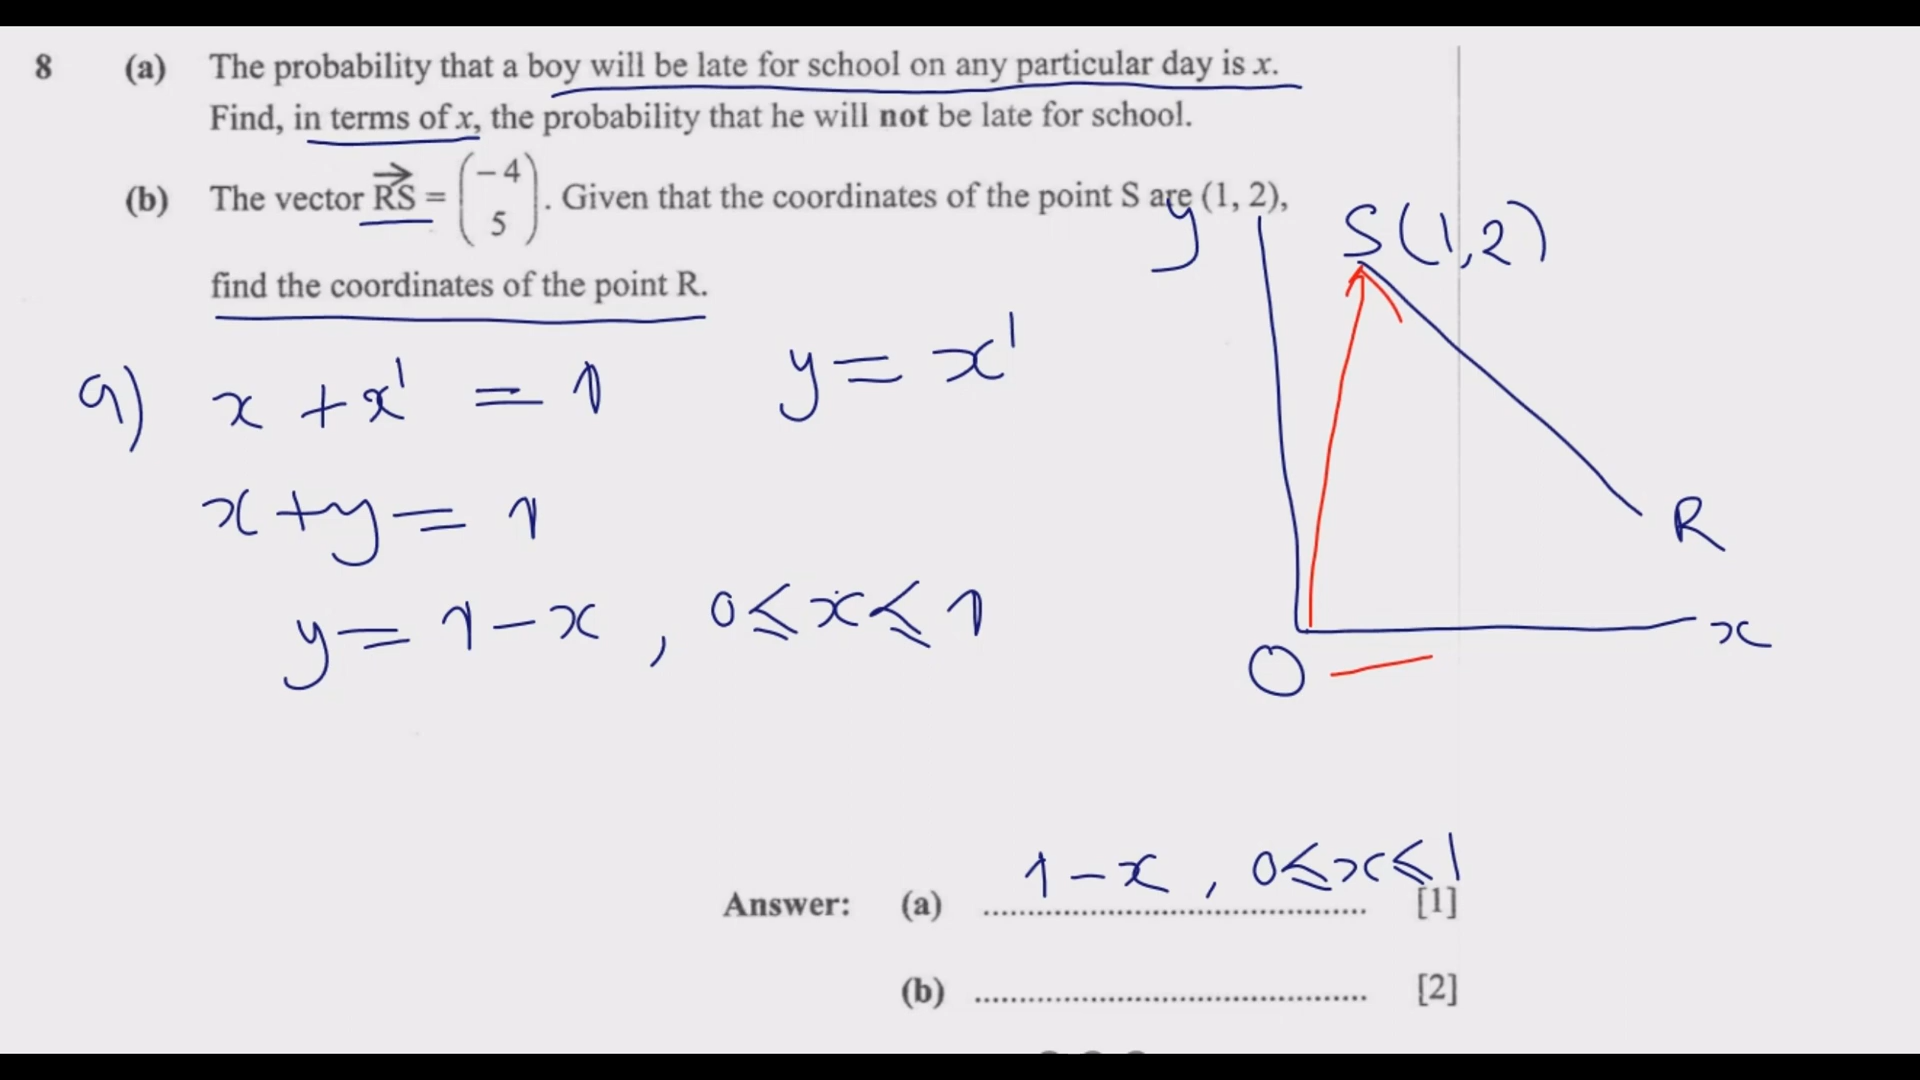 8 (a) The probability that a boy will be late for school on any particular day is x.
Find, in terms of x, the probability that he will not be late for school.
(b) The vector RS = (-4 5). Given that the coordinates of the point S are (1, 2),
find the coordinates of the point R.
y S(1,2)
a) x + x' = 1 y = x'
x + y = 1
R
y = 1 - x , 0 ≤ x ≤ 1
x
O
1 - x , 0 ≤ x ≤ 1
Answer: (a) ........................................ [1]
(b) ........................................ [2]